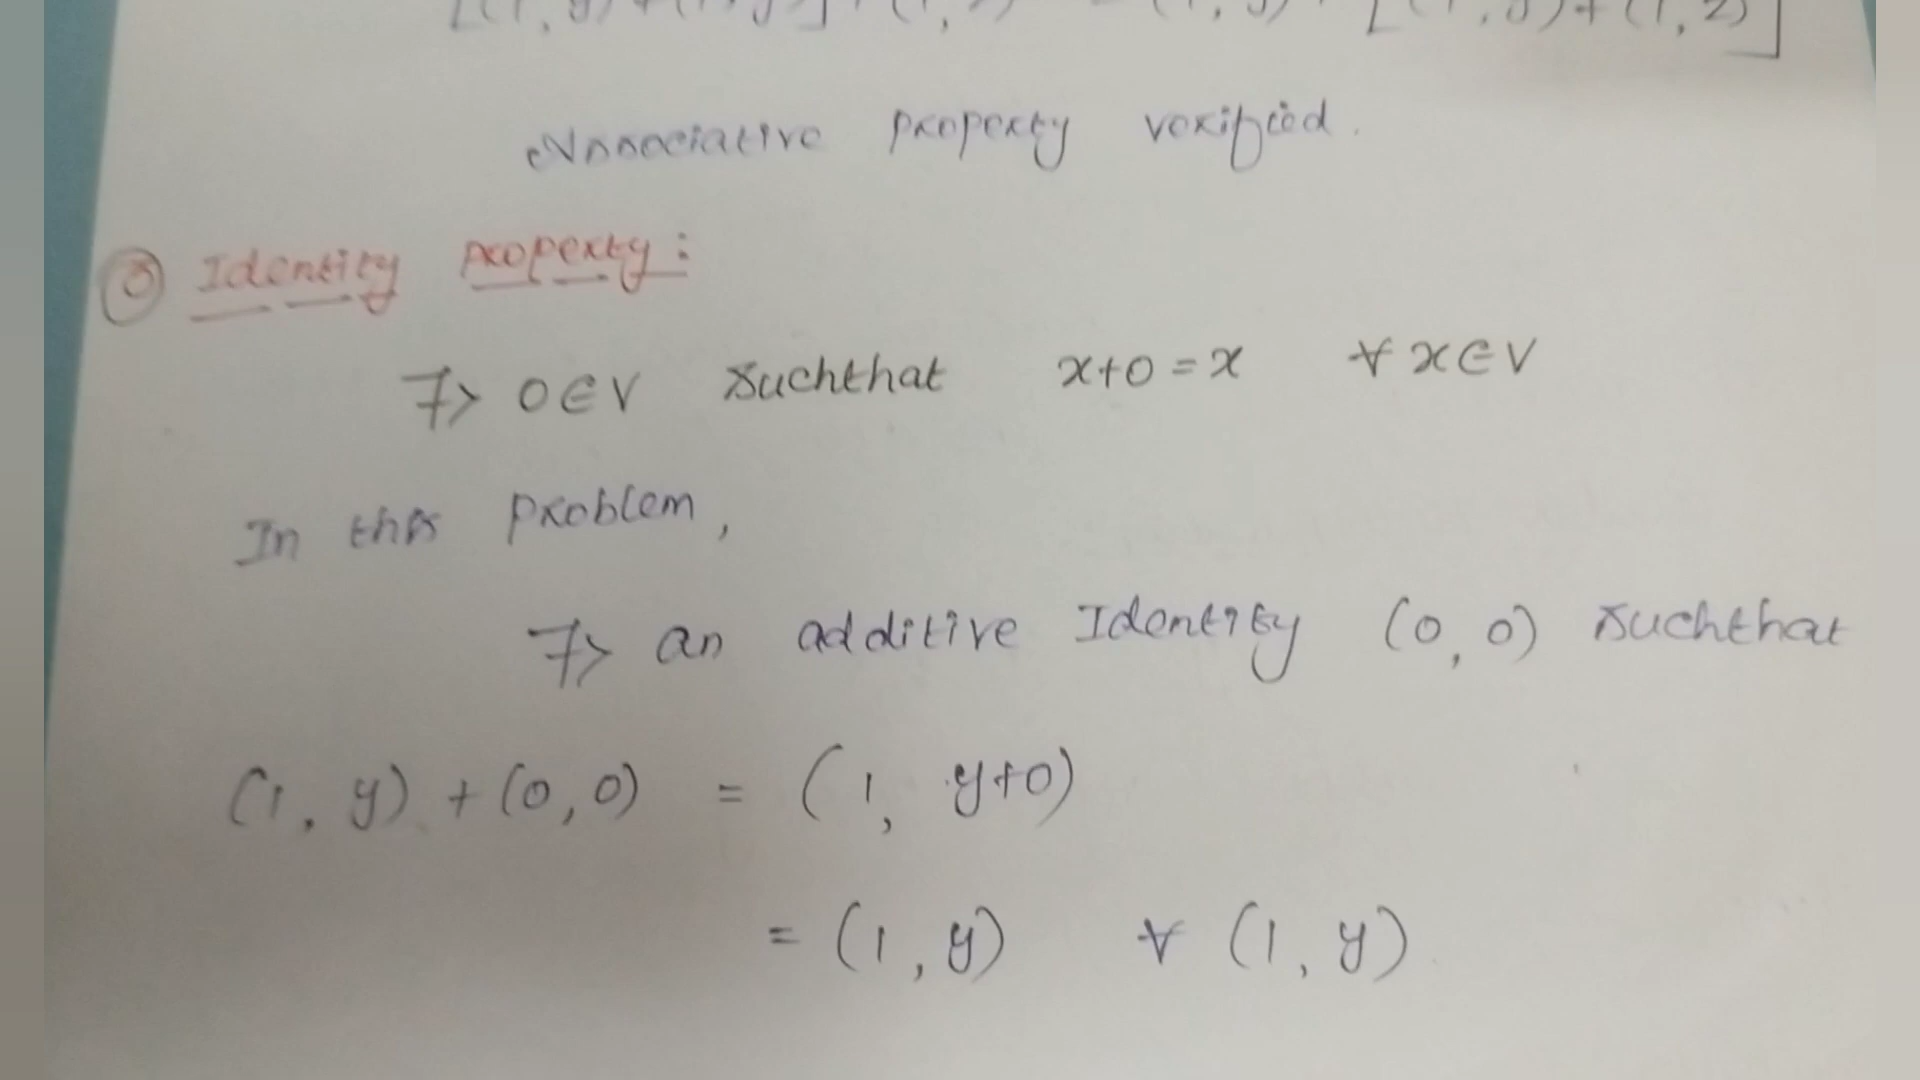 Associative property verified.
③ Identity property:
∃ 0∈V suchthat x+0=x ∀ x∈V
In this problem,
∃ an additive Identity (0, 0) suchthat
(1, y) + (0, 0) = (1, y+0)
= (1, y) ∀ (1, y)